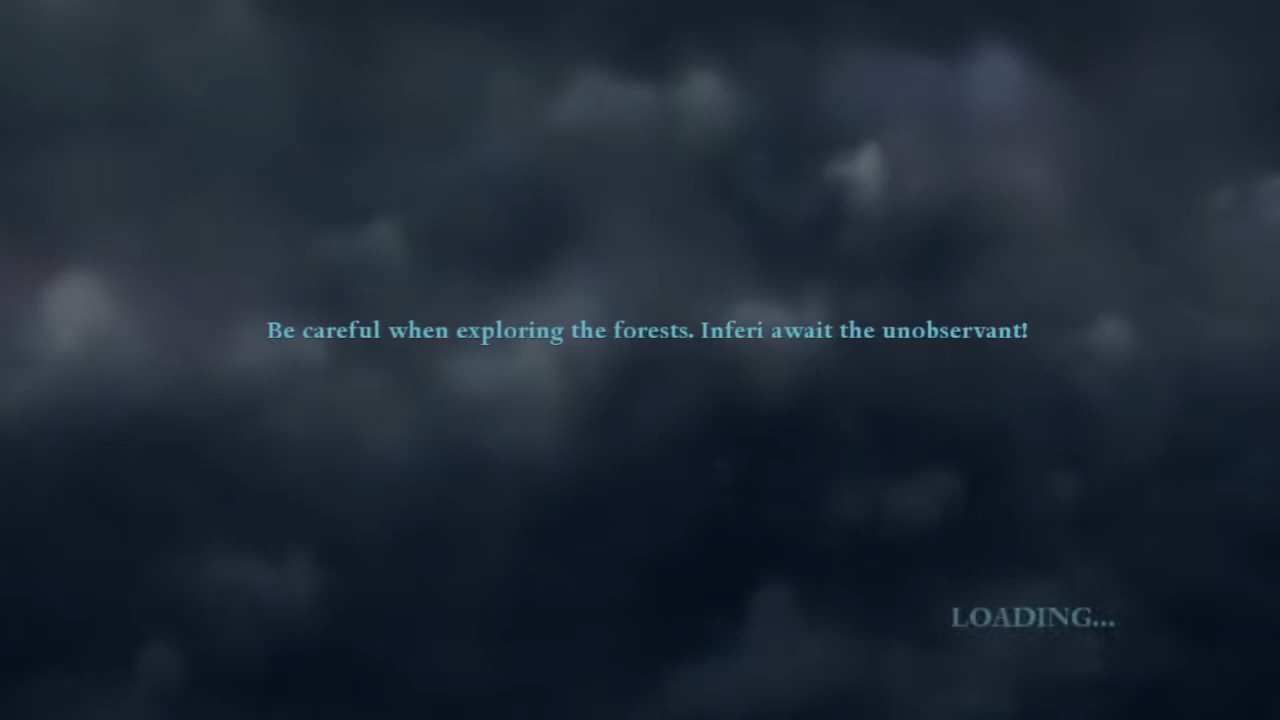 Be careful when exploring the forests. Inferi await the unobservant!
LOADING...